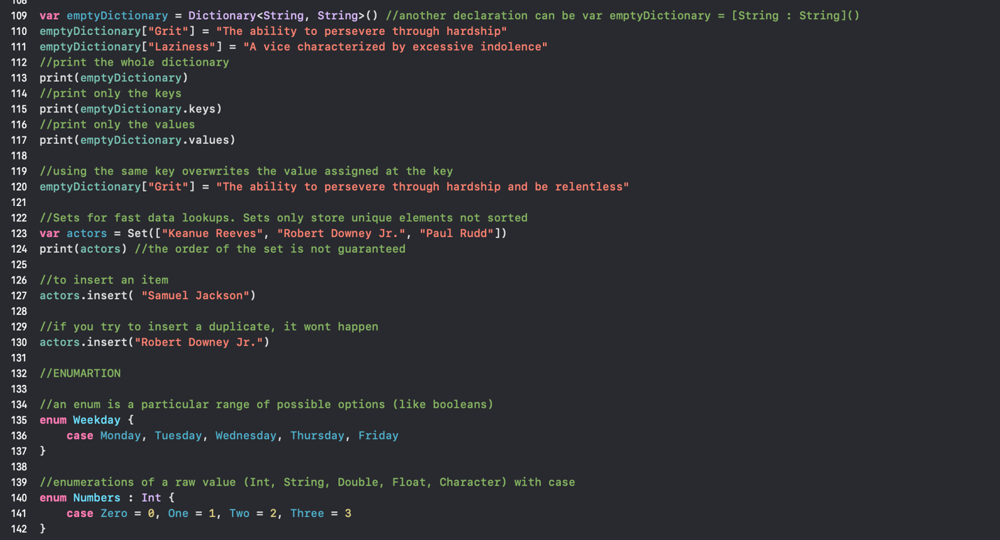 108
109 var emptyDictionary = Dictionary<String, String>() //another declaration can be var emptyDictionary = [String : String]()
110 emptyDictionary["Grit"] = "The ability to persevere through hardship"
111 emptyDictionary["Laziness"] = "A vice characterized by excessive indolence"
112 //print the whole dictionary
113 print(emptyDictionary)
114 //print only the keys
115 print(emptyDictionary.keys)
116 //print only the values
117 print(emptyDictionary.values)
118
119 //using the same key overwrites the value assigned at the key
120 emptyDictionary["Grit"] = "The ability to persevere through hardship and be relentless"
121
122 //Sets for fast data lookups. Sets only store unique elements not sorted
123 var actors = Set(["Keanue Reeves", "Robert Downey Jr.", "Paul Rudd"])
124 print(actors) //the order of the set is not guaranteed
125
126 //to insert an item
127 actors.insert( "Samuel Jackson")
128
129 //if you try to insert a duplicate, it wont happen
130 actors.insert("Robert Downey Jr.")
131
132 //ENUMARTION
133
134 //an enum is a particular range of possible options (like booleans)
135 enum Weekday {
136     case Monday, Tuesday, Wednesday, Thursday, Friday
137 }
138
139 //enumerations of a raw value (Int, String, Double, Float, Character) with case
140 enum Numbers : Int {
141     case Zero = 0, One = 1, Two = 2, Three = 3
142 }